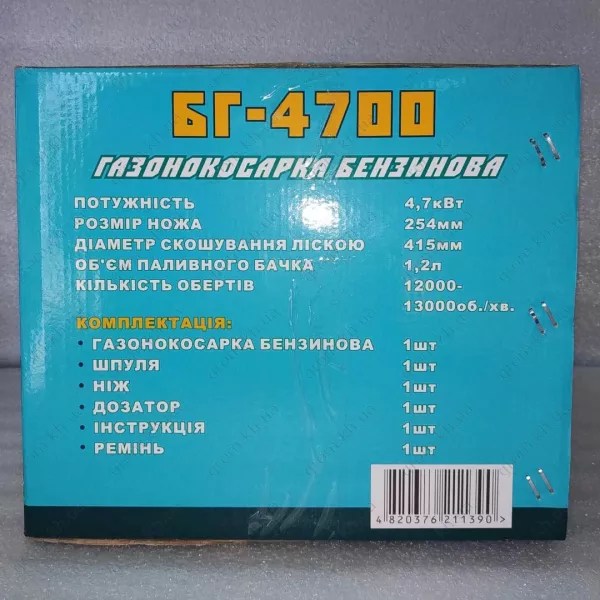 БГ-4700
ГАЗОНОКОСАРКА БЕНЗИНОВА
ПОТУЖНІСТЬ 4,7кВт
РОЗМІР НОЖА 254мм
ДІАМЕТР СКОШУВАННЯ ЛІСКОЮ 415мм
ОБ'ЄМ ПАЛИВНОГО БАЧКА 1,2л
КІЛЬКІСТЬ ОБЕРТІВ 12000-
13000об./хв.
КОМПЛЕКТАЦІЯ:
• ГАЗОНОКОСАРКА БЕНЗИНОВА 1шт
• ШПУЛЯ 1шт
• НІЖ 1шт
• ДОЗАТОР 1шт
• ІНСТРУКЦІЯ 1шт
• РЕМІНЬ 1шт
4 820376 211390 >